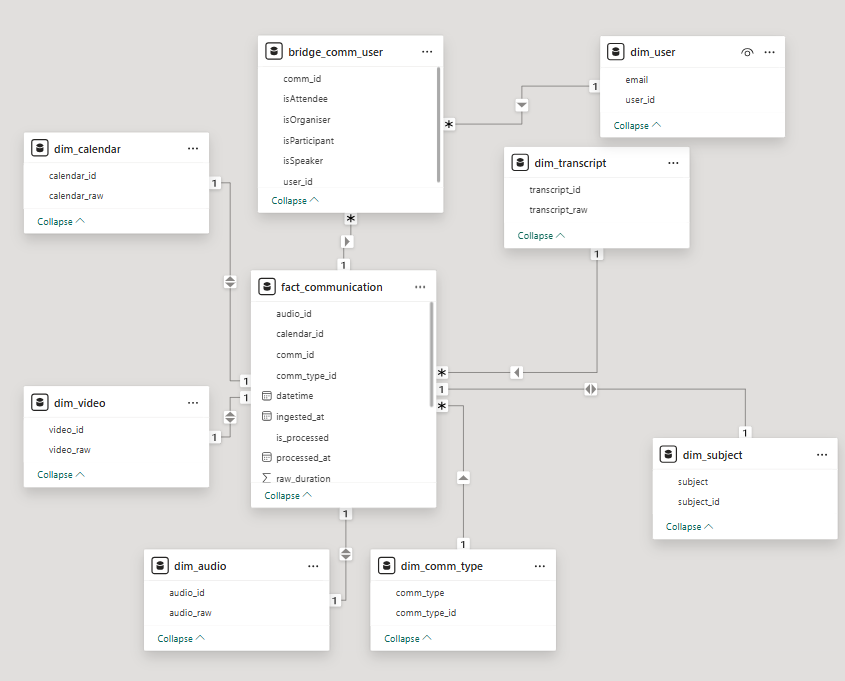 bridge_comm_user
comm_id
isAttendee
isOrganiser
isParticipant
isSpeaker
user_id
Collapse
dim_user
email
user_id
Collapse
dim_calendar
calendar_id
calendar_raw
Collapse
dim_transcript
transcript_id
transcript_raw
Collapse
fact_communication
audio_id
calendar_id
comm_id
comm_type_id
datetime
ingested_at
is_processed
processed_at
raw_duration
Collapse
dim_video
video_id
video_raw
Collapse
dim_subject
subject
subject_id
Collapse
dim_audio
audio_id
audio_raw
Collapse
dim_comm_type
comm_type
comm_type_id
Collapse
1
*
1
*
1
1
1
*
1
*
1
1
1
1
1
1